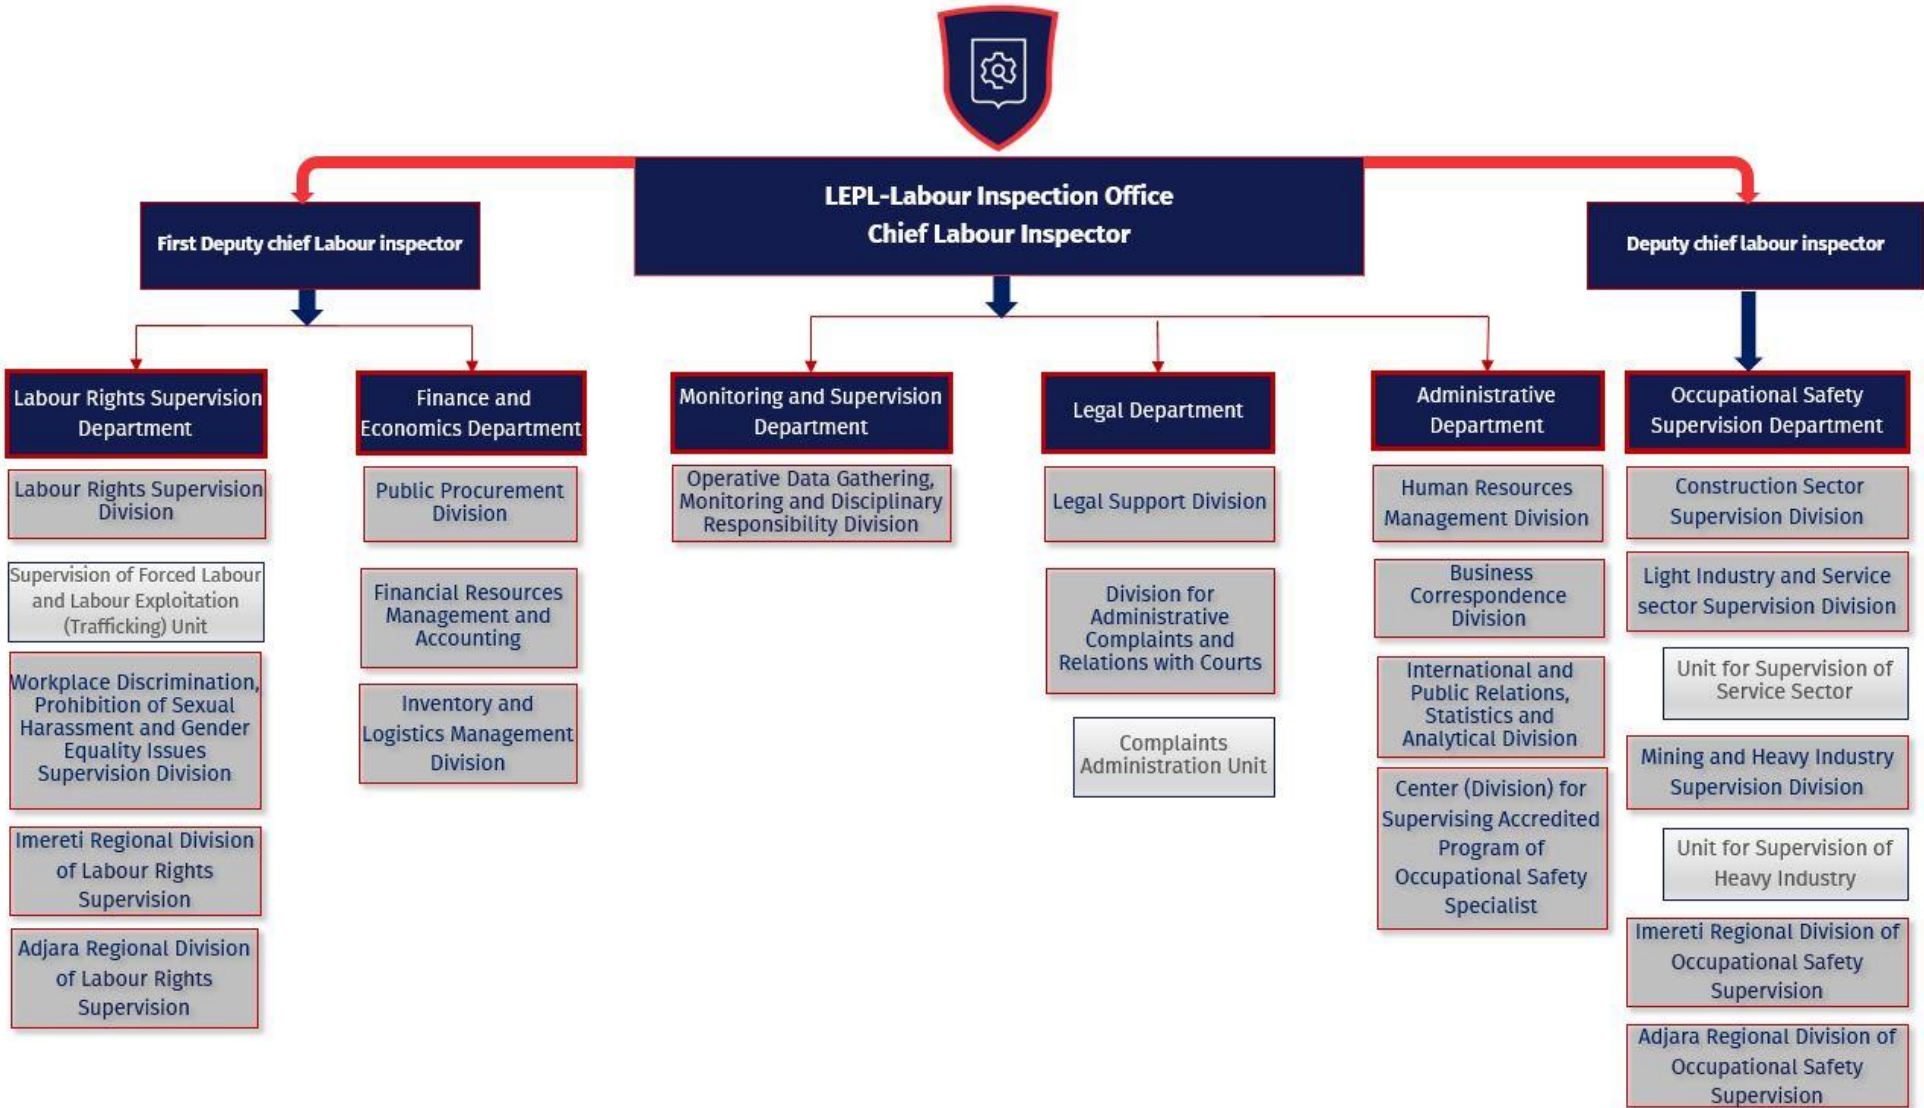 LEPL-Labour Inspection Office
Chief Labour Inspector
First Deputy chief Labour inspector
Deputy chief labour inspector
Labour Rights Supervision
Department
Labour Rights Supervision
Division
Supervision of Forced Labour
and Labour Exploitation
(Trafficking) Unit
Workplace Discrimination,
Prohibition of Sexual
Harassment and Gender
Equality Issues
Supervision Division
Imereti Regional Division
of Labour Rights
Supervision
Adjara Regional Division
of Labour Rights
Supervision
Finance and
Economics Department
Public Procurement
Division
Financial Resources
Management and
Accounting
Inventory and
Logistics Management
Division
Monitoring and Supervision
Department
Operative Data Gathering,
Monitoring and Disciplinary
Responsibility Division
Legal Department
Legal Support Division
Division for
Administrative
Complaints and
Relations with Courts
Complaints
Administration Unit
Administrative
Department
Human Resources
Management Division
Business
Correspondence
Division
International and
Public Relations,
Statistics and
Analytical Division
Center (Division) for
Supervising Accredited
Program of
Occupational Safety
Specialist
Occupational Safety
Supervision Department
Construction Sector
Supervision Division
Light Industry and Service
sector Supervision Division
Unit for Supervision of
Service Sector
Mining and Heavy Industry
Supervision Division
Unit for Supervision of
Heavy Industry
Imereti Regional Division of
Occupational Safety
Supervision
Adjara Regional Division of
Occupational Safety
Supervision